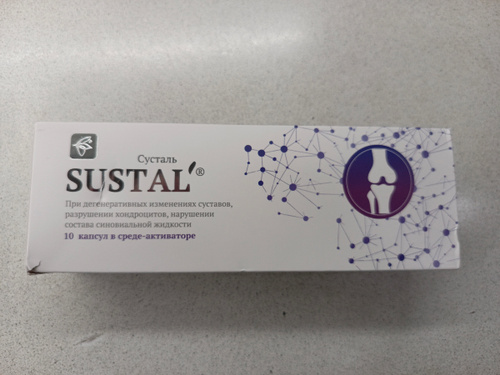 Сусталь
SUSTAL'®
При дегенеративных изменениях суставов,
разрушении хондроцитов, нарушении
состава синовиальной жидкости
10 капсул в среде-активаторе